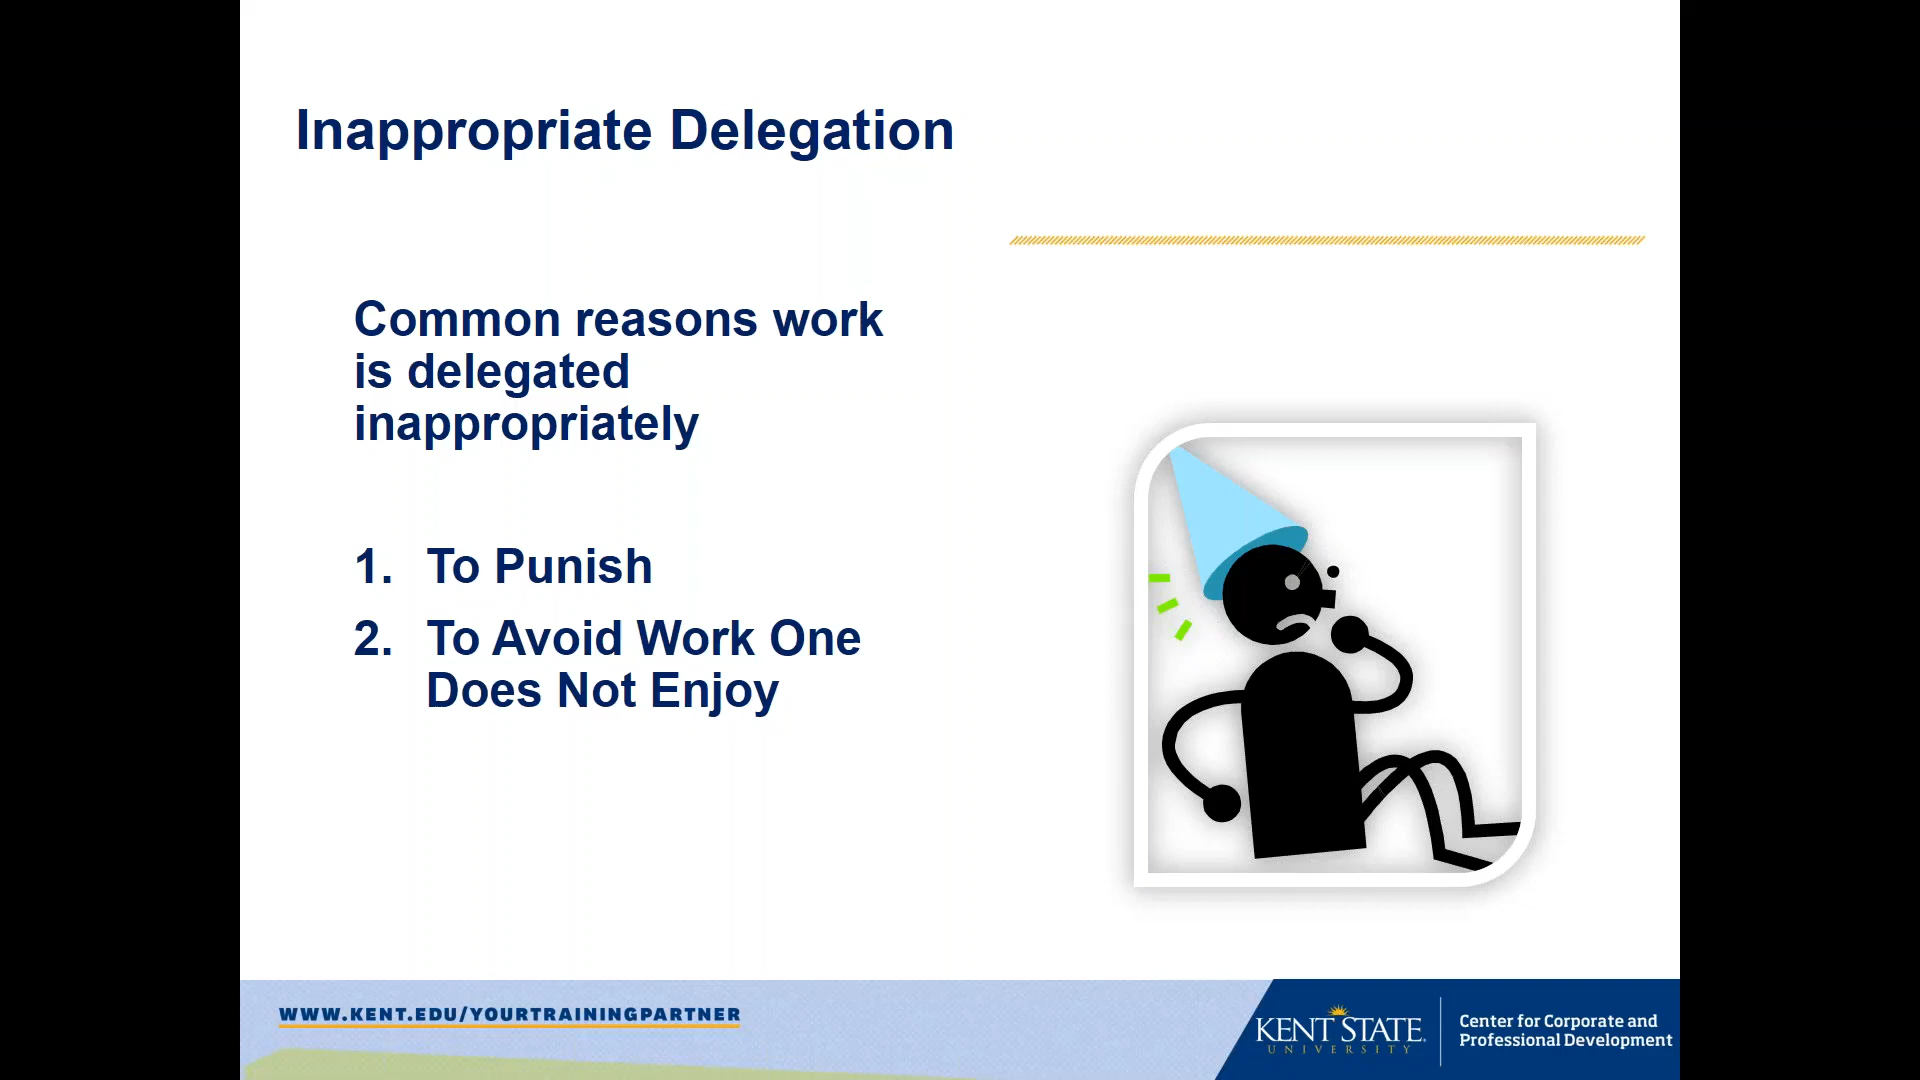 Inappropriate Delegation
Common reasons work
is delegated
inappropriately
1. To Punish
2. To Avoid Work One
Does Not Enjoy
WWW.KENT.EDU/YOURTRAININGPARTNER
KENT STATE
UNIVERSITY
Center for Corporate and
Professional Development